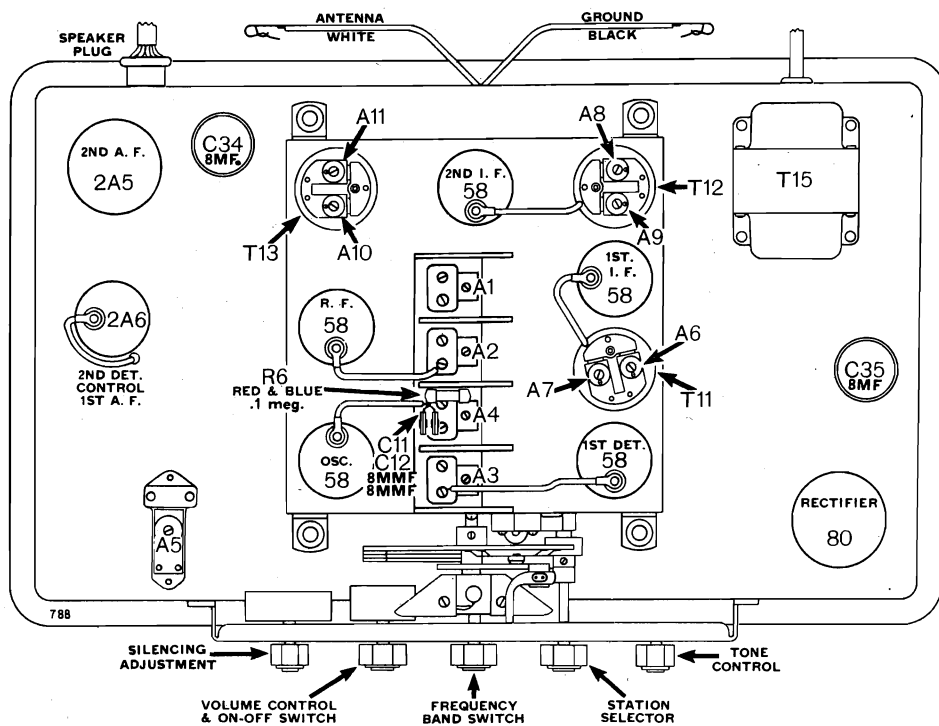 ANTENNA
WHITE
GROUND
BLACK
SPEAKER
PLUG
2ND A. F.
2A5
C34
8MF.
A11
A8
2ND I. F.
58
T12
T15
T13
A10
A9
1ST.
I. F.
58
A1
2A6
R. F.
58
A2
A6
2ND DET.
CONTROL
1ST A. F.
R6
RED & BLUE
.1 meg.
A7
T11
C35
8MF
A4
C11
C12
8MMF
8MMF
OSC.
58
A3
1ST DET.
58
RECTIFIER
80
A5
788
SILENCING
ADJUSTMENT
TONE
CONTROL
VOLUME CONTROL
& ON-OFF SWITCH
FREQUENCY
BAND SWITCH
STATION
SELECTOR